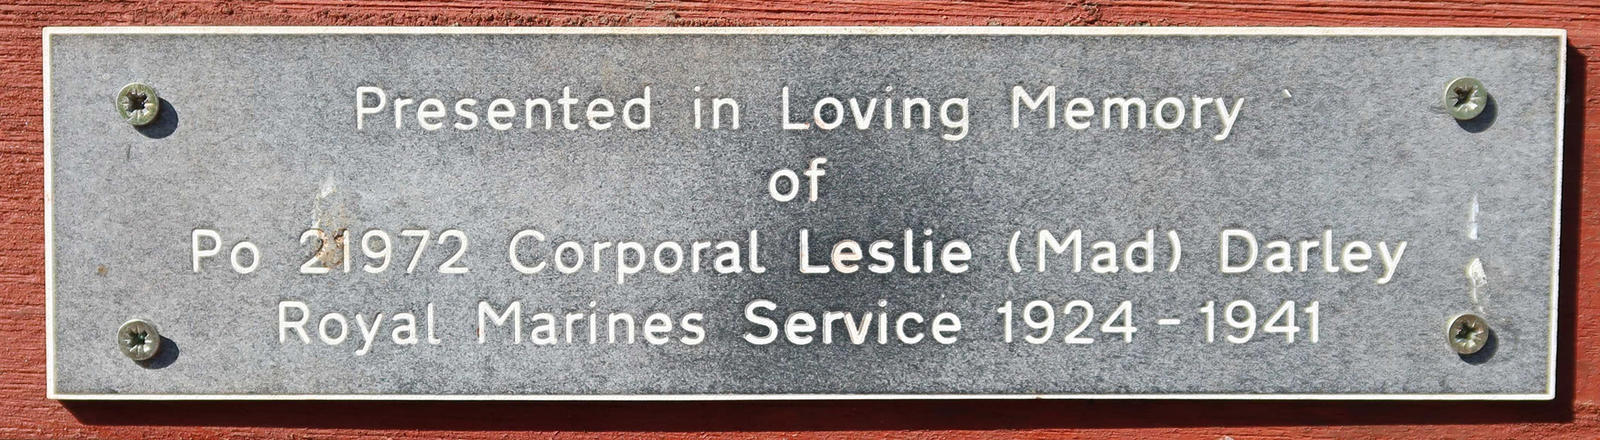 Presented in Loving Memory
of
Po 21972 Corporal Leslie (Mad) Darley
Royal Marines Service 1924 - 1941